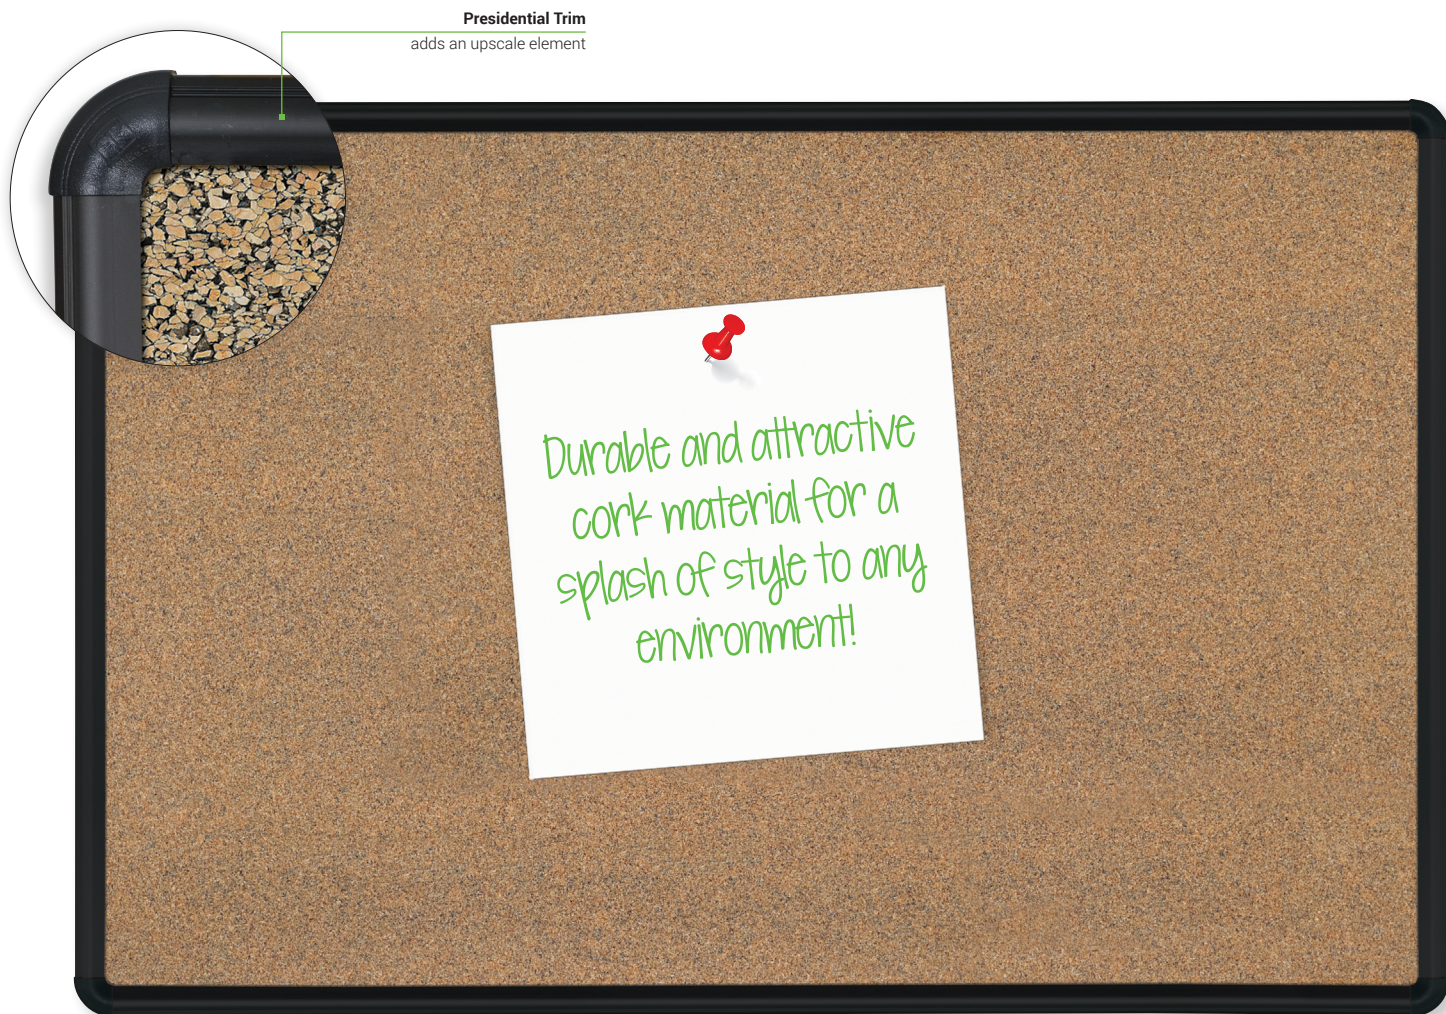 Presidential Trim
adds an upscale element
Durable and attractive
cork material for a
splash of style to any
environment!